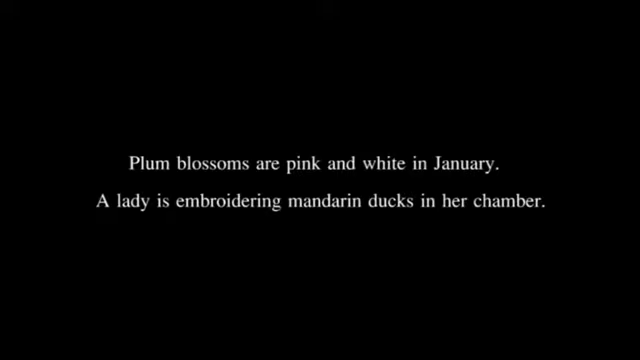 Plum blossoms are pink and white in January.
A lady is embroidering mandarin ducks in her chamber.